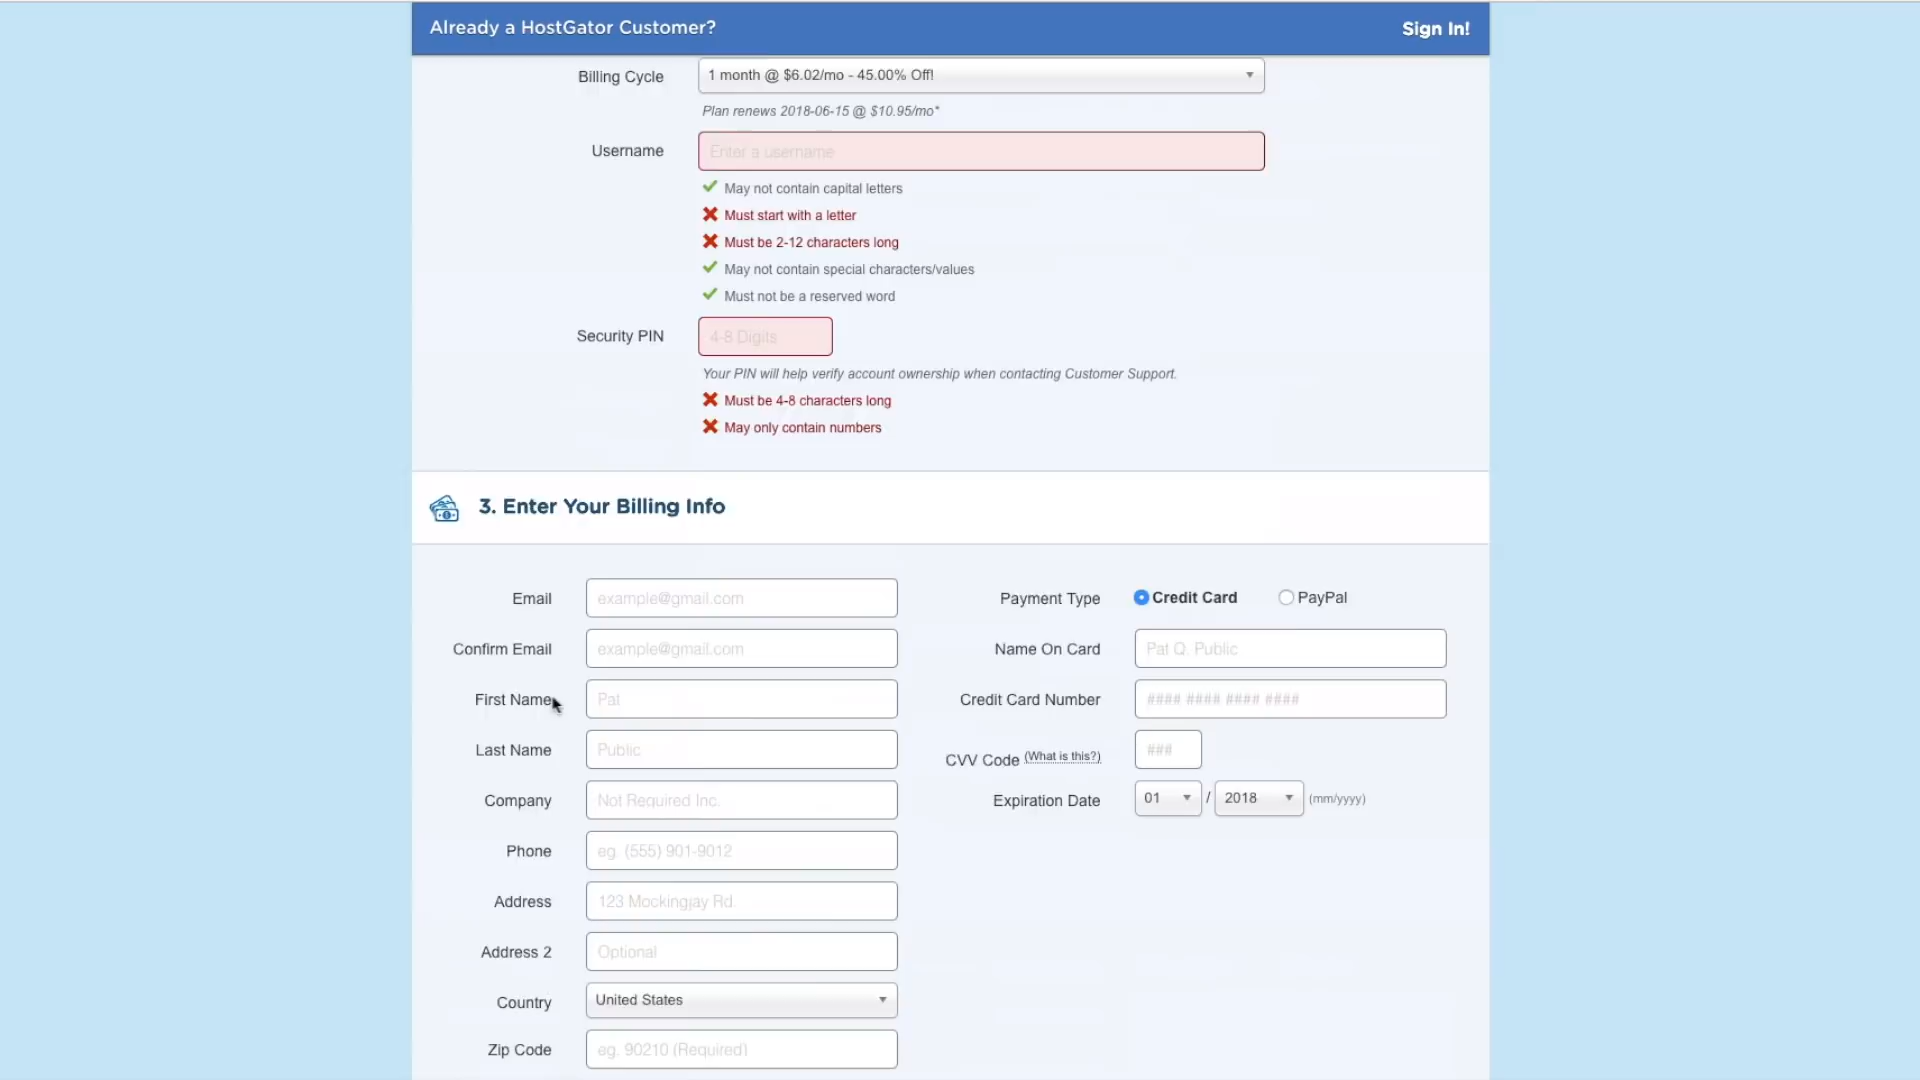 Already a HostGator Customer? Sign In!
Billing Cycle 1 month @ $6.02/mo - 45.00% Off!
Plan renews 2018-06-15 @ $10.95/mo*
Username Enter a username
May not contain capital letters
Must start with a letter
Must be 2-12 characters long
May not contain special characters/values
Must not be a reserved word
Security PIN 4-8 Digits
Your PIN will help verify account ownership when contacting Customer Support.
Must be 4-8 characters long
May only contain numbers
3. Enter Your Billing Info
Email example@gmail.com Payment Type Credit Card PayPal
Confirm Email example@gmail.com Name On Card Pat Q. Public
First Name Pat Credit Card Number #### #### #### ####
Last Name Public CVV Code (What is this?) ###
Company Not Required Inc. Expiration Date 01 / 2018 (mm/yyyy)
Phone eg. (555) 901-9012
Address 123 Mockingjay Rd.
Address 2 Optional
Country United States
Zip Code eg. 90210 (Required)